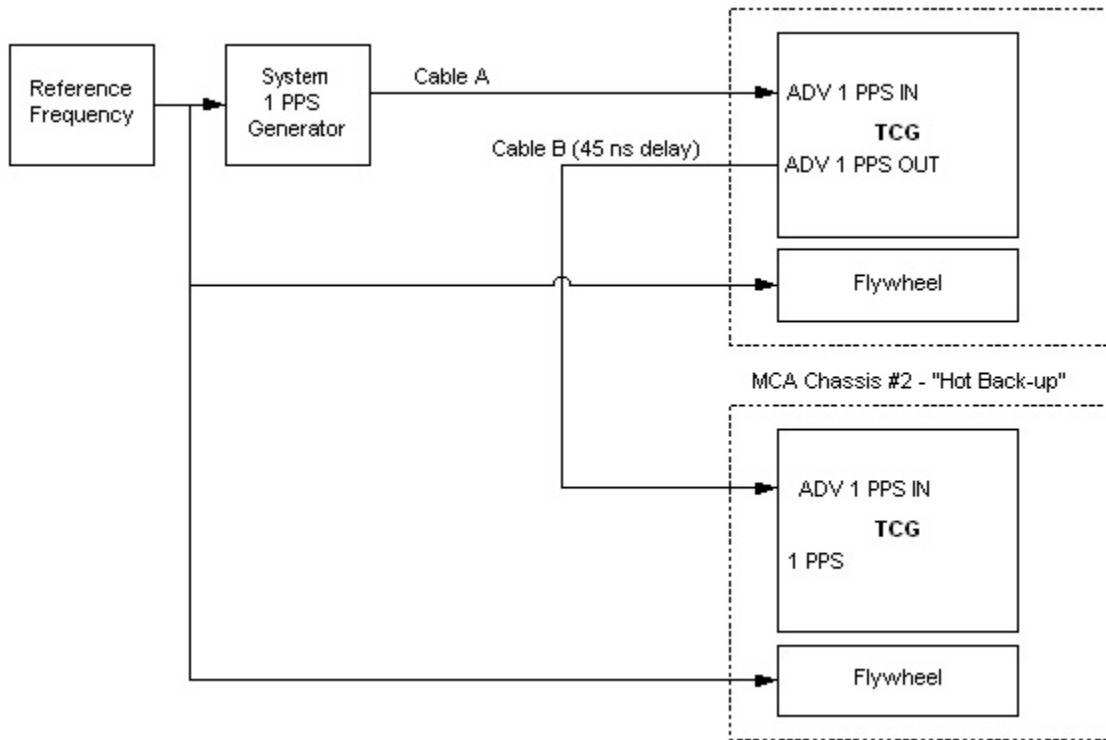 Reference
Frequency
System
1 PPS
Generator
Cable A
ADV 1 PPS IN
TCG
Cable B (45 ns delay)
ADV 1 PPS OUT
Flywheel
MCA Chassis #2 - "Hot Back-up"
ADV 1 PPS IN
TCG
1 PPS
Flywheel